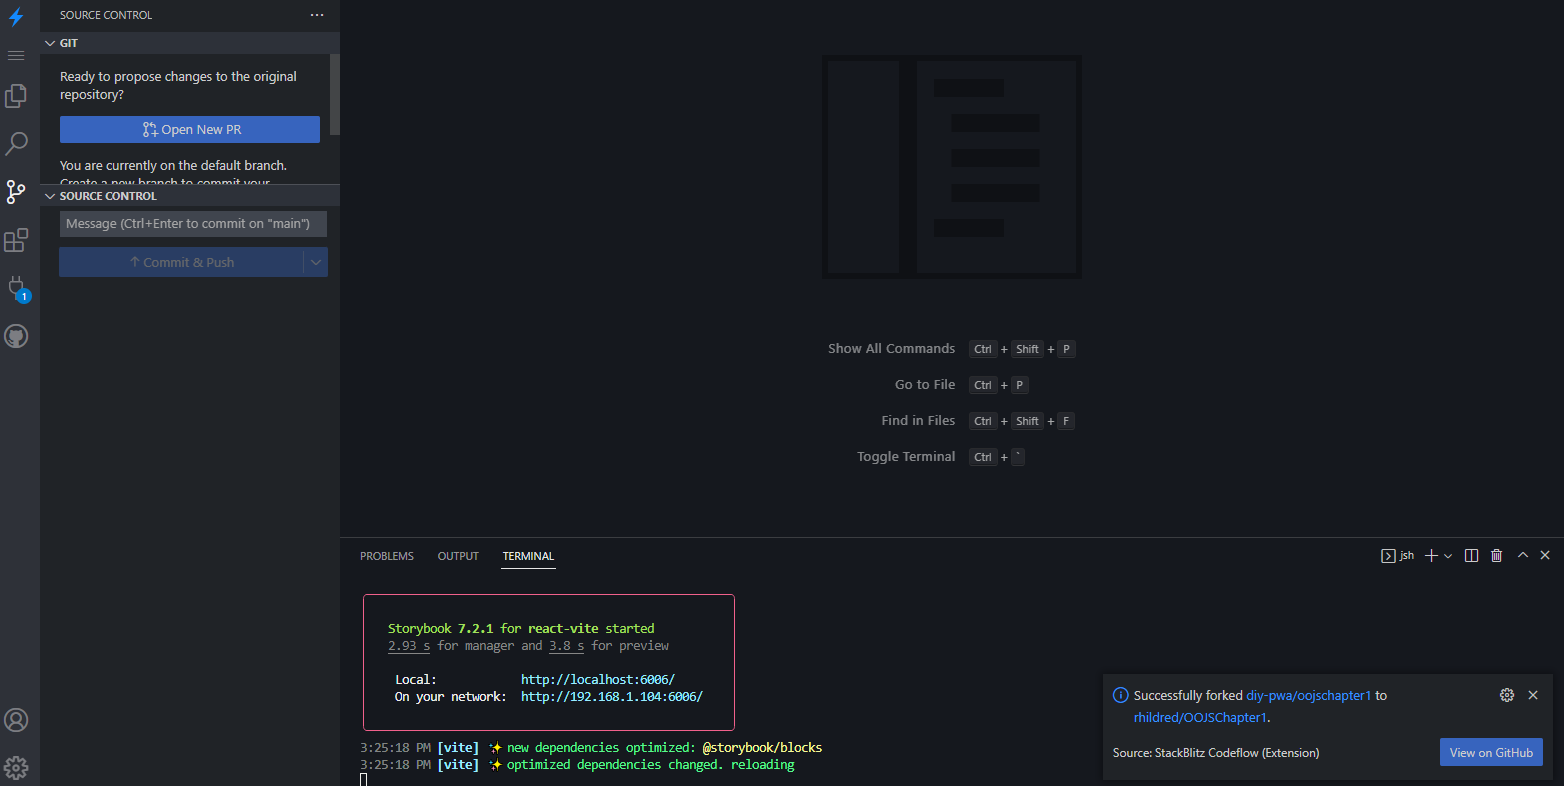 SOURCE CONTROL
GIT
Ready to propose changes to the original
repository?
Open New PR
You are currently on the default branch.
Create a new branch to commit your
SOURCE CONTROL
Message (Ctrl+Enter to commit on "main")
Commit & Push
1
Show All Commands Ctrl + Shift + P
Go to File Ctrl + P
Find in Files Ctrl + Shift + F
Toggle Terminal Ctrl + `
PROBLEMS OUTPUT TERMINAL
jsh
Storybook 7.2.1 for react-vite started
2.93 s for manager and 3.8 s for preview
Local: http://localhost:6006/
On your network: http://192.168.1.104:6006/
3:25:18 PM [vite] ✨ new dependencies optimized: @storybook/blocks
3:25:18 PM [vite] ✨ optimized dependencies changed. reloading
Successfully forked diy-pwa/oojschapter1 to
rhildred/OOJSChapter1.
Source: StackBlitz Codeflow (Extension)
View on GitHub